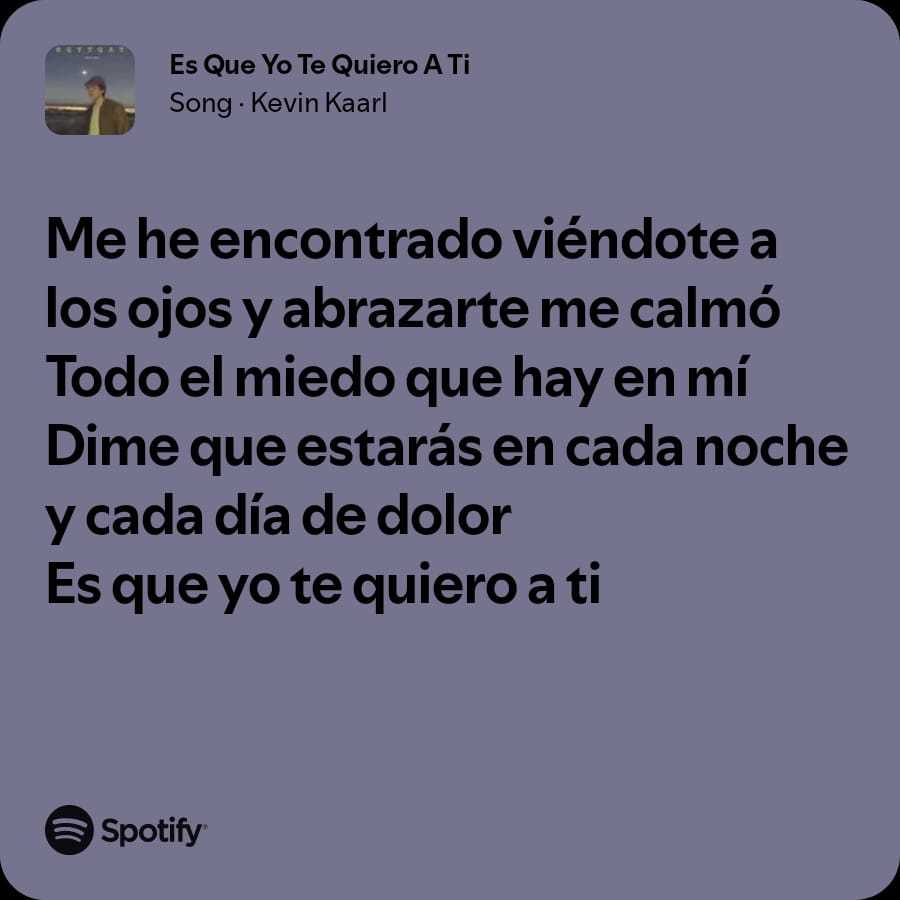 E Q Y T Q A T
Es Que Yo Te Quiero A Ti
Song · Kevin Kaarl
Me he encontrado viéndote a
los ojos y abrazarte me calmó
Todo el miedo que hay en mí
Dime que estarás en cada noche
y cada día de dolor
Es que yo te quiero a ti
Spotify®